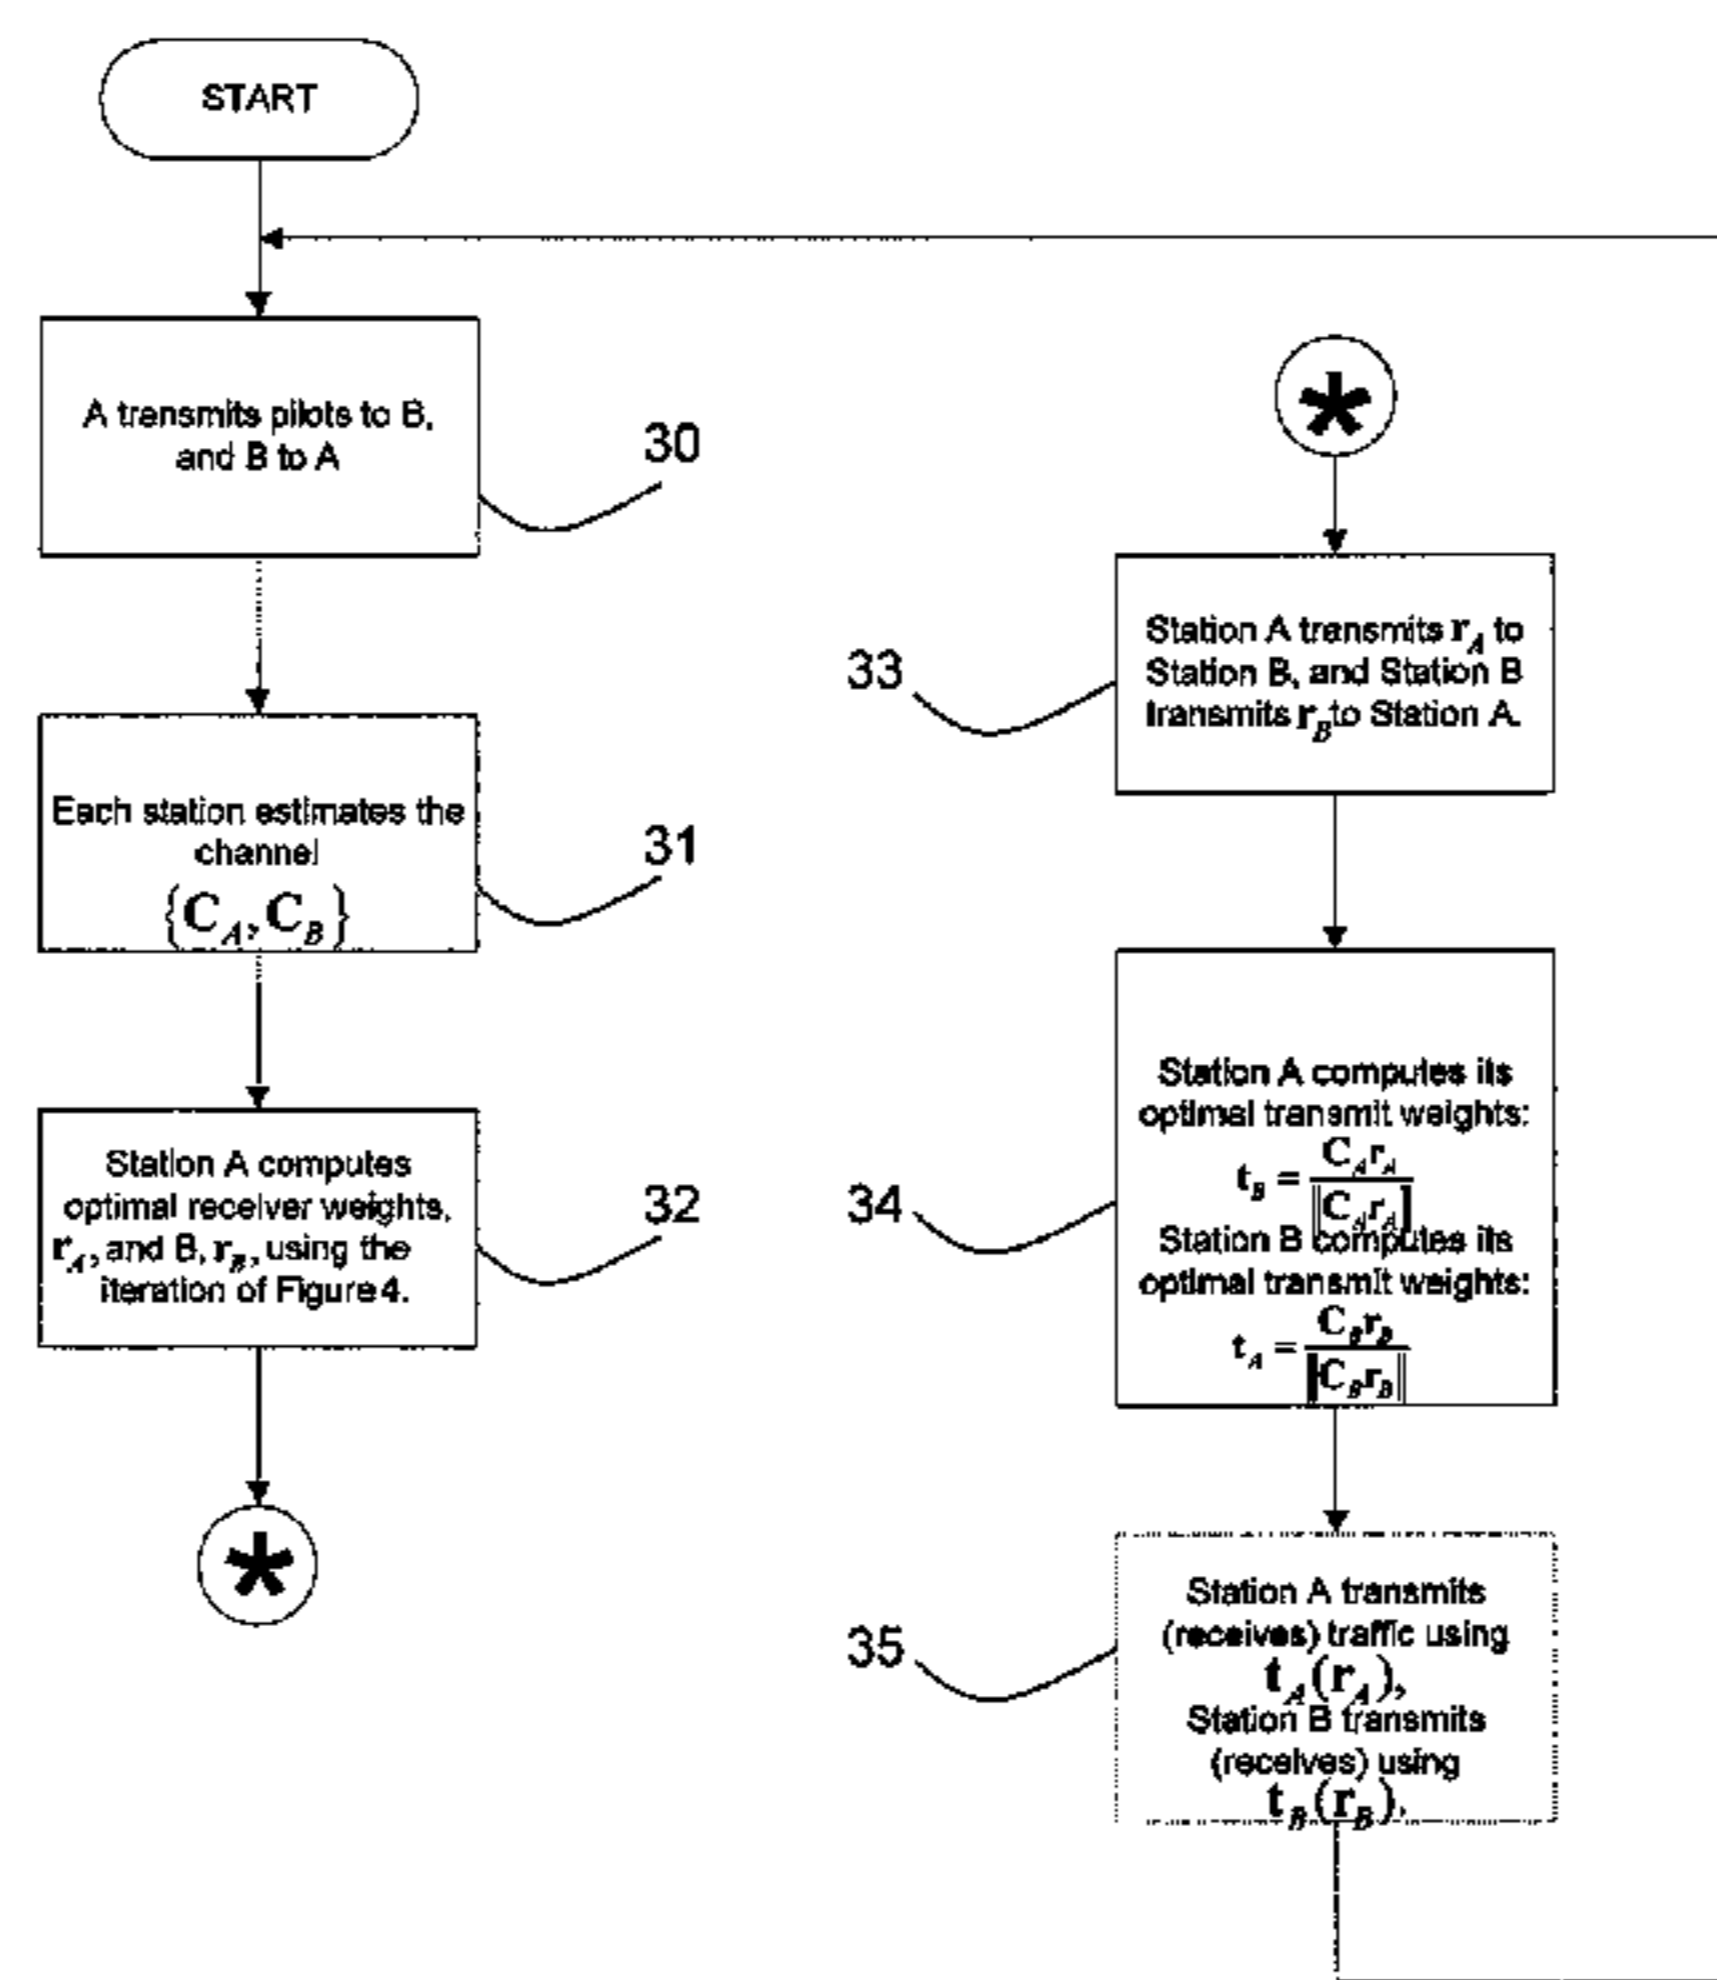 START
A transmits pilots to B,
and B to A
30
Each station estimates the
channel
{C_A, C_B}
31
Station A computes
optimal receiver weights,
r_A, and B, r_B, using the
iteration of Figure 4.
32
*
*
Station A transmits r_A to
Station B, and Station B
transmits r_B to Station A.
33
Station A computes its
optimal transmit weights:
t_B = C_A r_A / ||C_A r_A||
Station B computes its
optimal transmit weights:
t_A = C_B r_B / ||C_B r_B||
34
Station A transmits
(receives) traffic using
t_A(r_A),
Station B transmits
(receives) using
t_B(r_B).
35